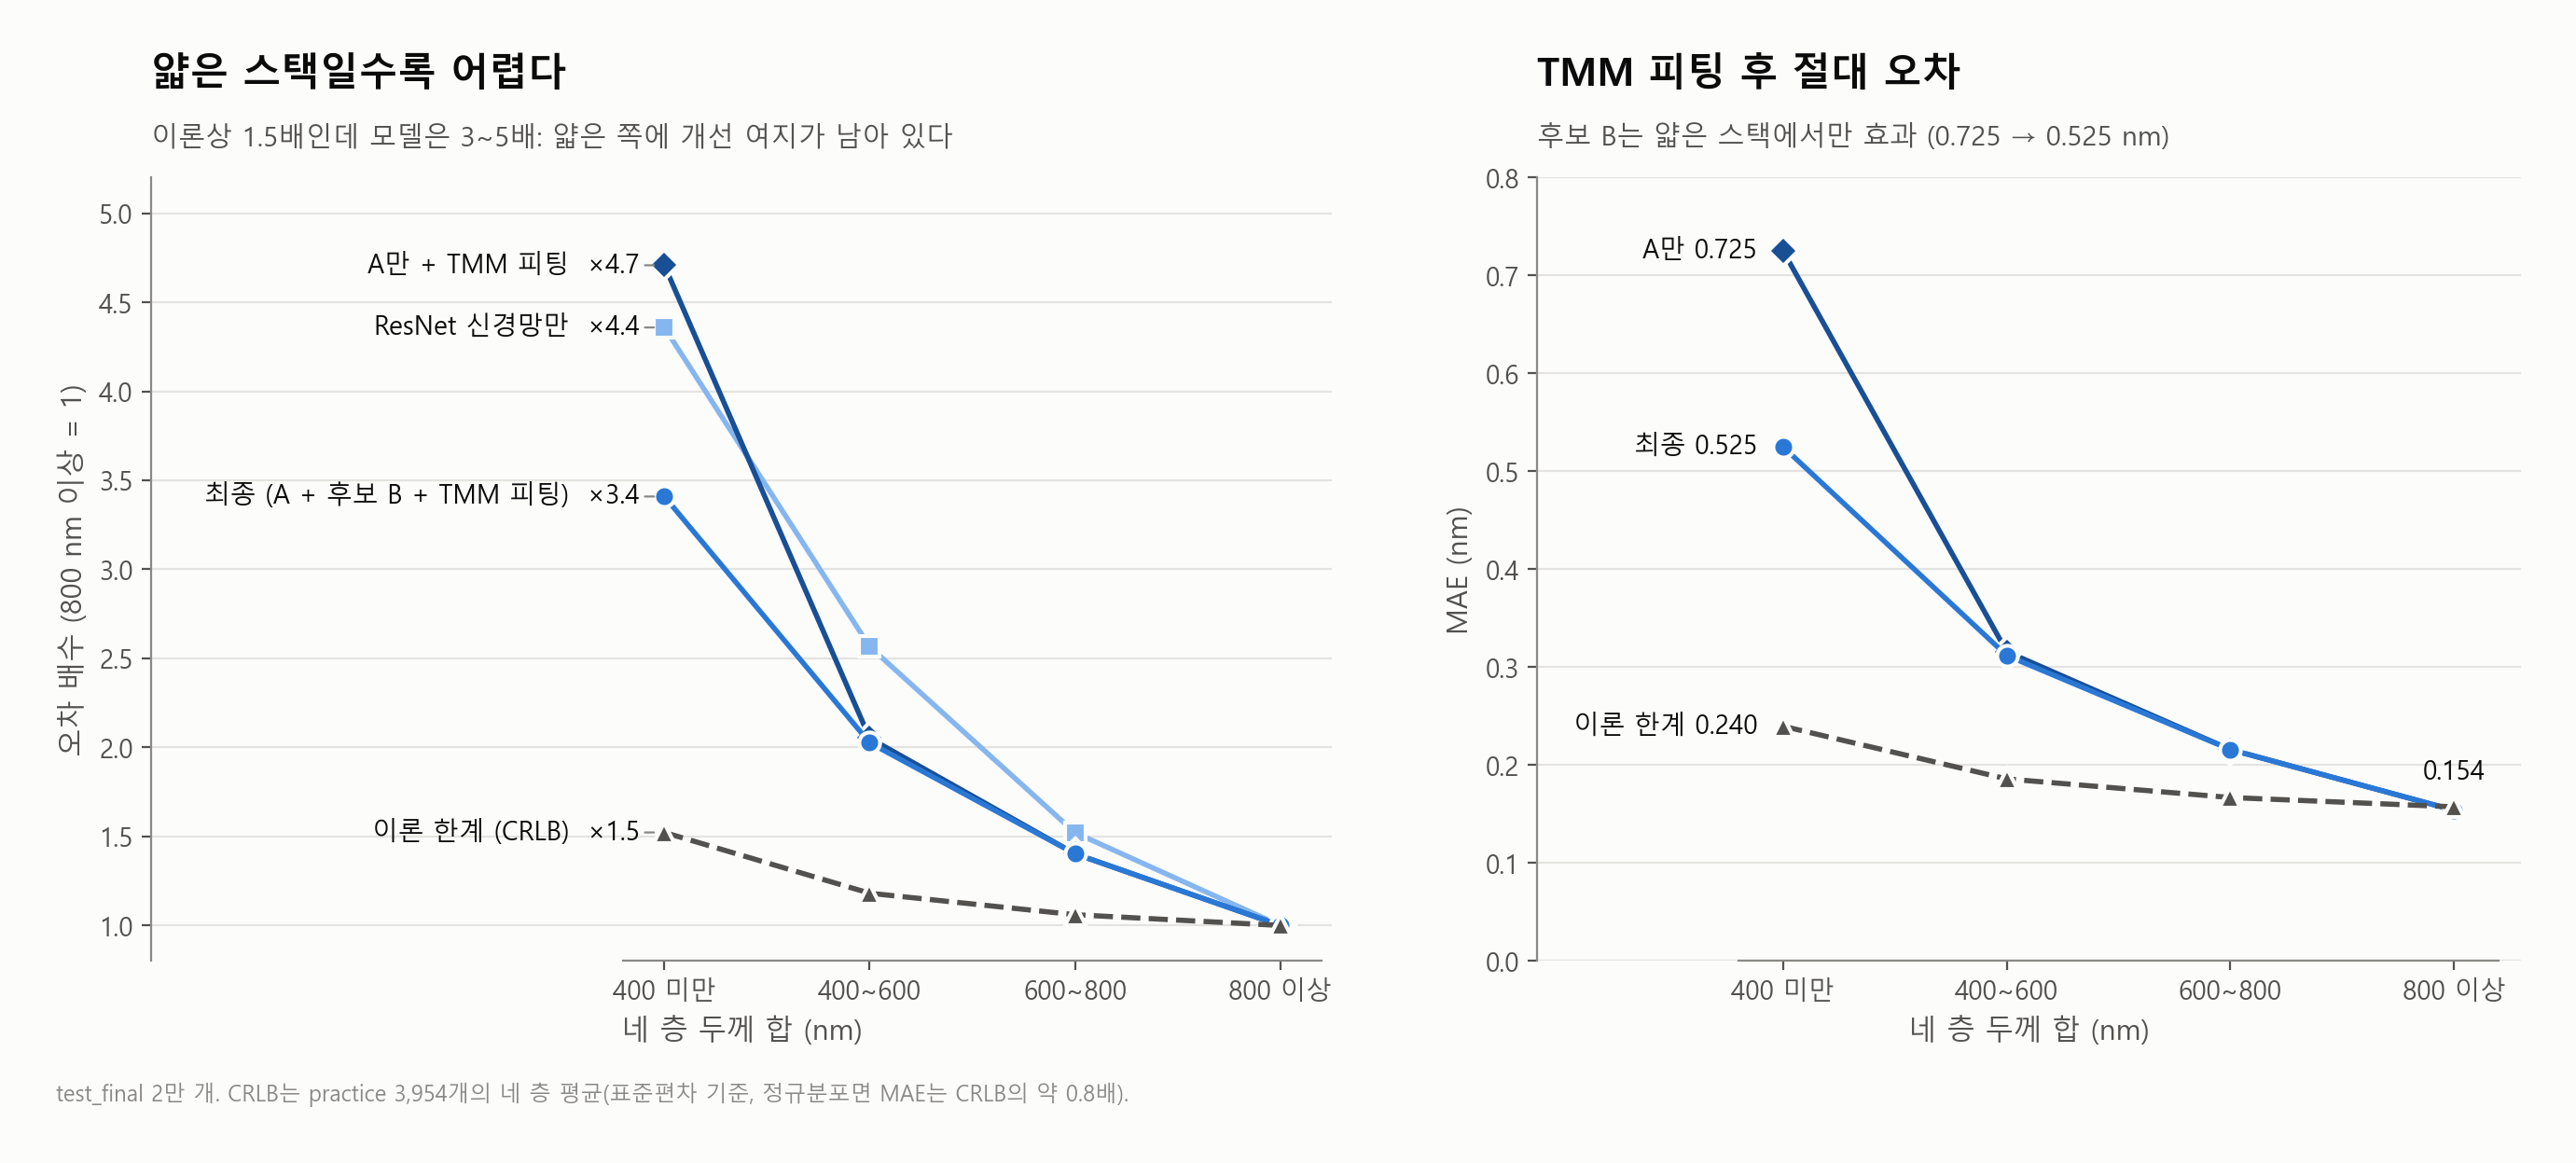 얇은 스택일수록 어렵다
이론상 1.5배인데 모델은 3~5배: 얇은 쪽에 개선 여지가 남아 있다
오차 배수 (800 nm 이상 = 1)
5.0
4.5
4.0
3.5
3.0
2.5
2.0
1.5
1.0
A만 + TMM 피팅 ×4.7
ResNet 신경망만 ×4.4
최종 (A + 후보 B + TMM 피팅) ×3.4
이론 한계 (CRLB) ×1.5
400 미만
400~600
600~800
800 이상
네 층 두께 합 (nm)
TMM 피팅 후 절대 오차
후보 B는 얇은 스택에서만 효과 (0.725 → 0.525 nm)
MAE (nm)
0.8
0.7
0.6
0.5
0.4
0.3
0.2
0.1
0.0
A만 0.725
최종 0.525
이론 한계 0.240
0.154
400 미만
400~600
600~800
800 이상
네 층 두께 합 (nm)
test_final 2만 개. CRLB는 practice 3,954개의 네 층 평균(표준편차 기준, 정규분포면 MAE는 CRLB의 약 0.8배).